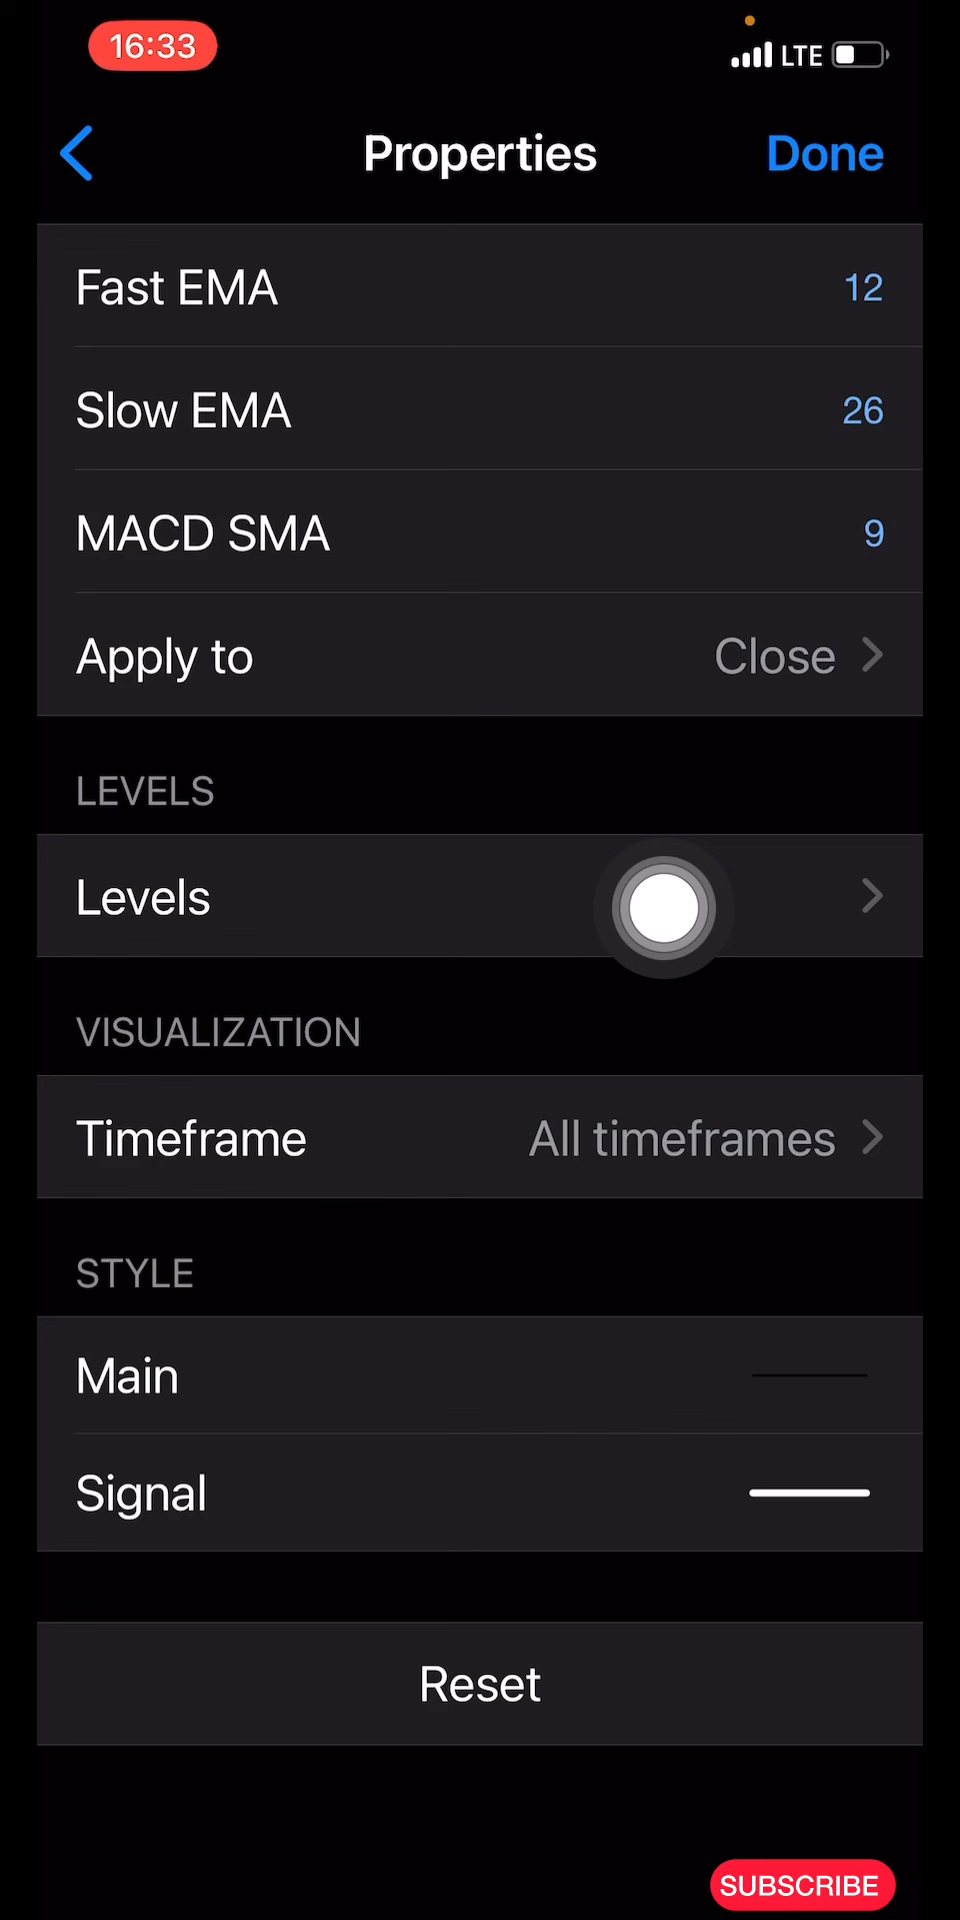 16:33
LTE
Properties
Done
Fast EMA 12
Slow EMA 26
MACD SMA 9
Apply to Close
LEVELS
Levels
VISUALIZATION
Timeframe All timeframes
STYLE
Main
Signal
Reset
SUBSCRIBE